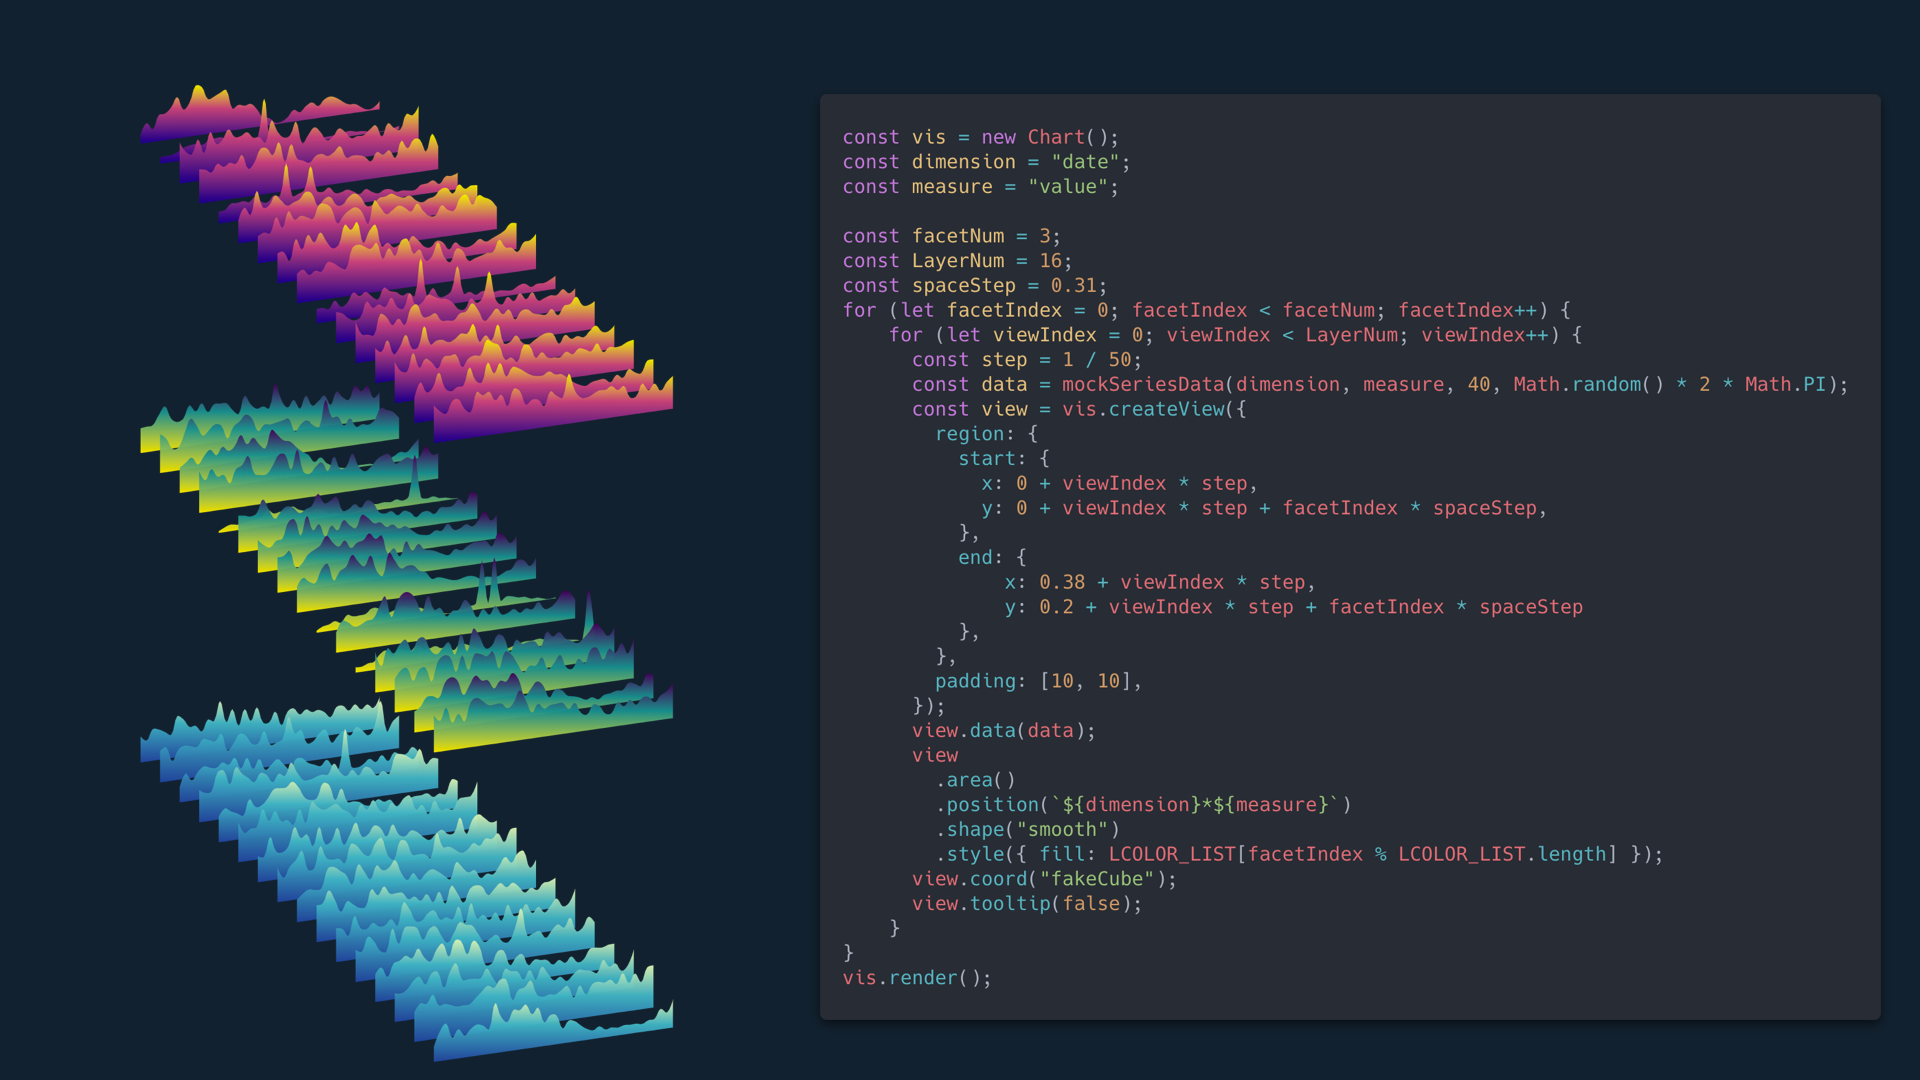 const vis = new Chart();
const dimension = "date";
const measure = "value";

const facetNum = 3;
const LayerNum = 16;
const spaceStep = 0.31;
for (let facetIndex = 0; facetIndex < facetNum; facetIndex++) {
    for (let viewIndex = 0; viewIndex < LayerNum; viewIndex++) {
      const step = 1 / 50;
      const data = mockSeriesData(dimension, measure, 40, Math.random() * 2 * Math.PI);
      const view = vis.createView({
        region: {
          start: {
            x: 0 + viewIndex * step,
            y: 0 + viewIndex * step + facetIndex * spaceStep,
          },
          end: {
              x: 0.38 + viewIndex * step,
              y: 0.2 + viewIndex * step + facetIndex * spaceStep
          },
        },
        padding: [10, 10],
      });
      view.data(data);
      view
        .area()
        .position(`${dimension}*${measure}`)
        .shape("smooth")
        .style({ fill: LCOLOR_LIST[facetIndex % LCOLOR_LIST.length] });
      view.coord("fakeCube");
      view.tooltip(false);
    }
}
vis.render();